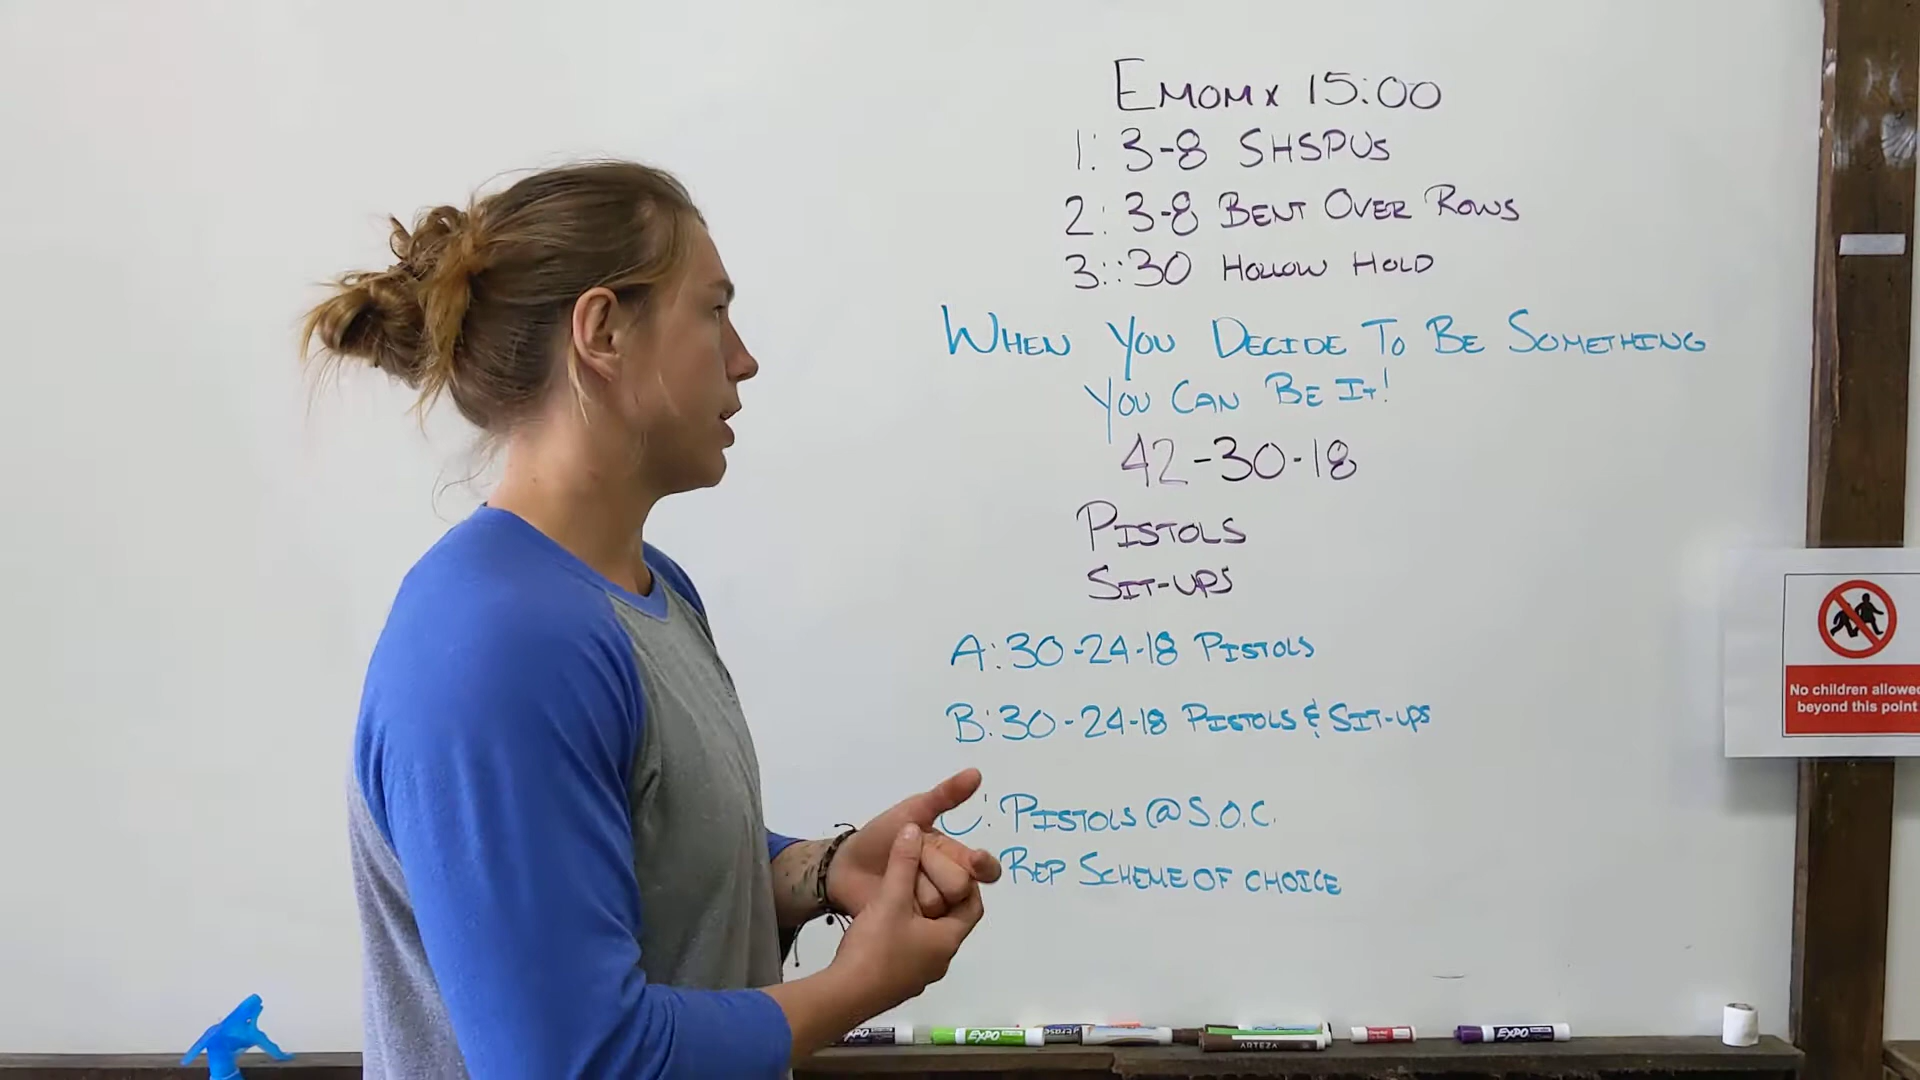 EMOM x 15:00
1: 3-8 SHSPUS
2: 3-8 BENT OVER ROWS
3: :30 HOLLOW HOLD
WHEN YOU DECIDE TO BE SOMETHING
YOU CAN BE IT!
42-30-18
PISTOLS
SIT-UPS
A: 30-24-18 PISTOLS
B: 30-24-18 PISTOLS & SIT-UPS
C: PISTOLS @ S.O.C.
REP SCHEME OF CHOICE
No children allowed
beyond this point
EXPO
EXPO
ARTEZA
EXPO